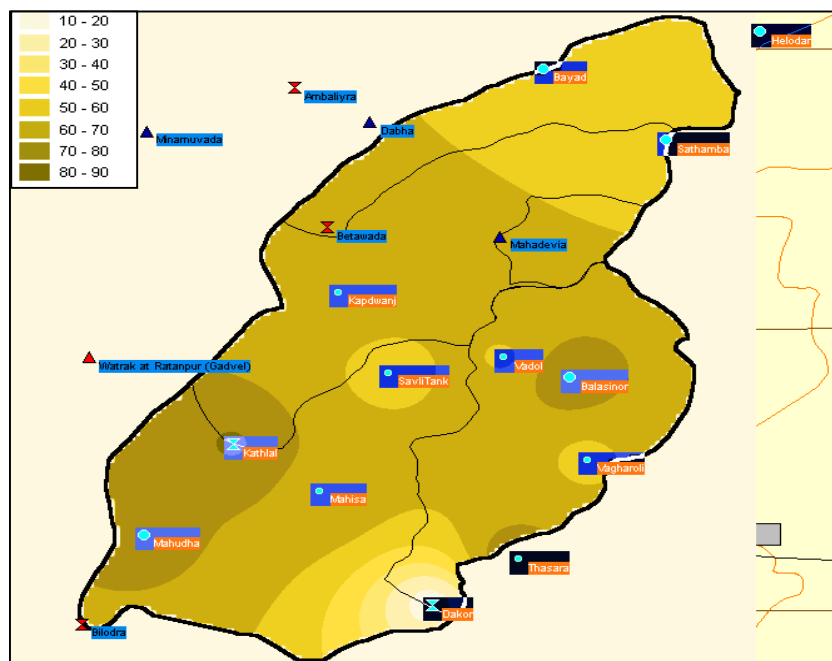 10 - 20
20 - 30
30 - 40
40 - 50
50 - 60
60 - 70
70 - 80
80 - 90
Helodar
Bayad
Ambaliyra
Dabha
Minamuvada
Sathamba
Betawada
Mahadevia
Kapdwanj
Watrak at Ratanpur (Gadvel)
Vadol
SavliTank
Balasinor
Kathlal
Vagharoli
Mahisa
Mahudha
Thasara
Dakor
Bilodra